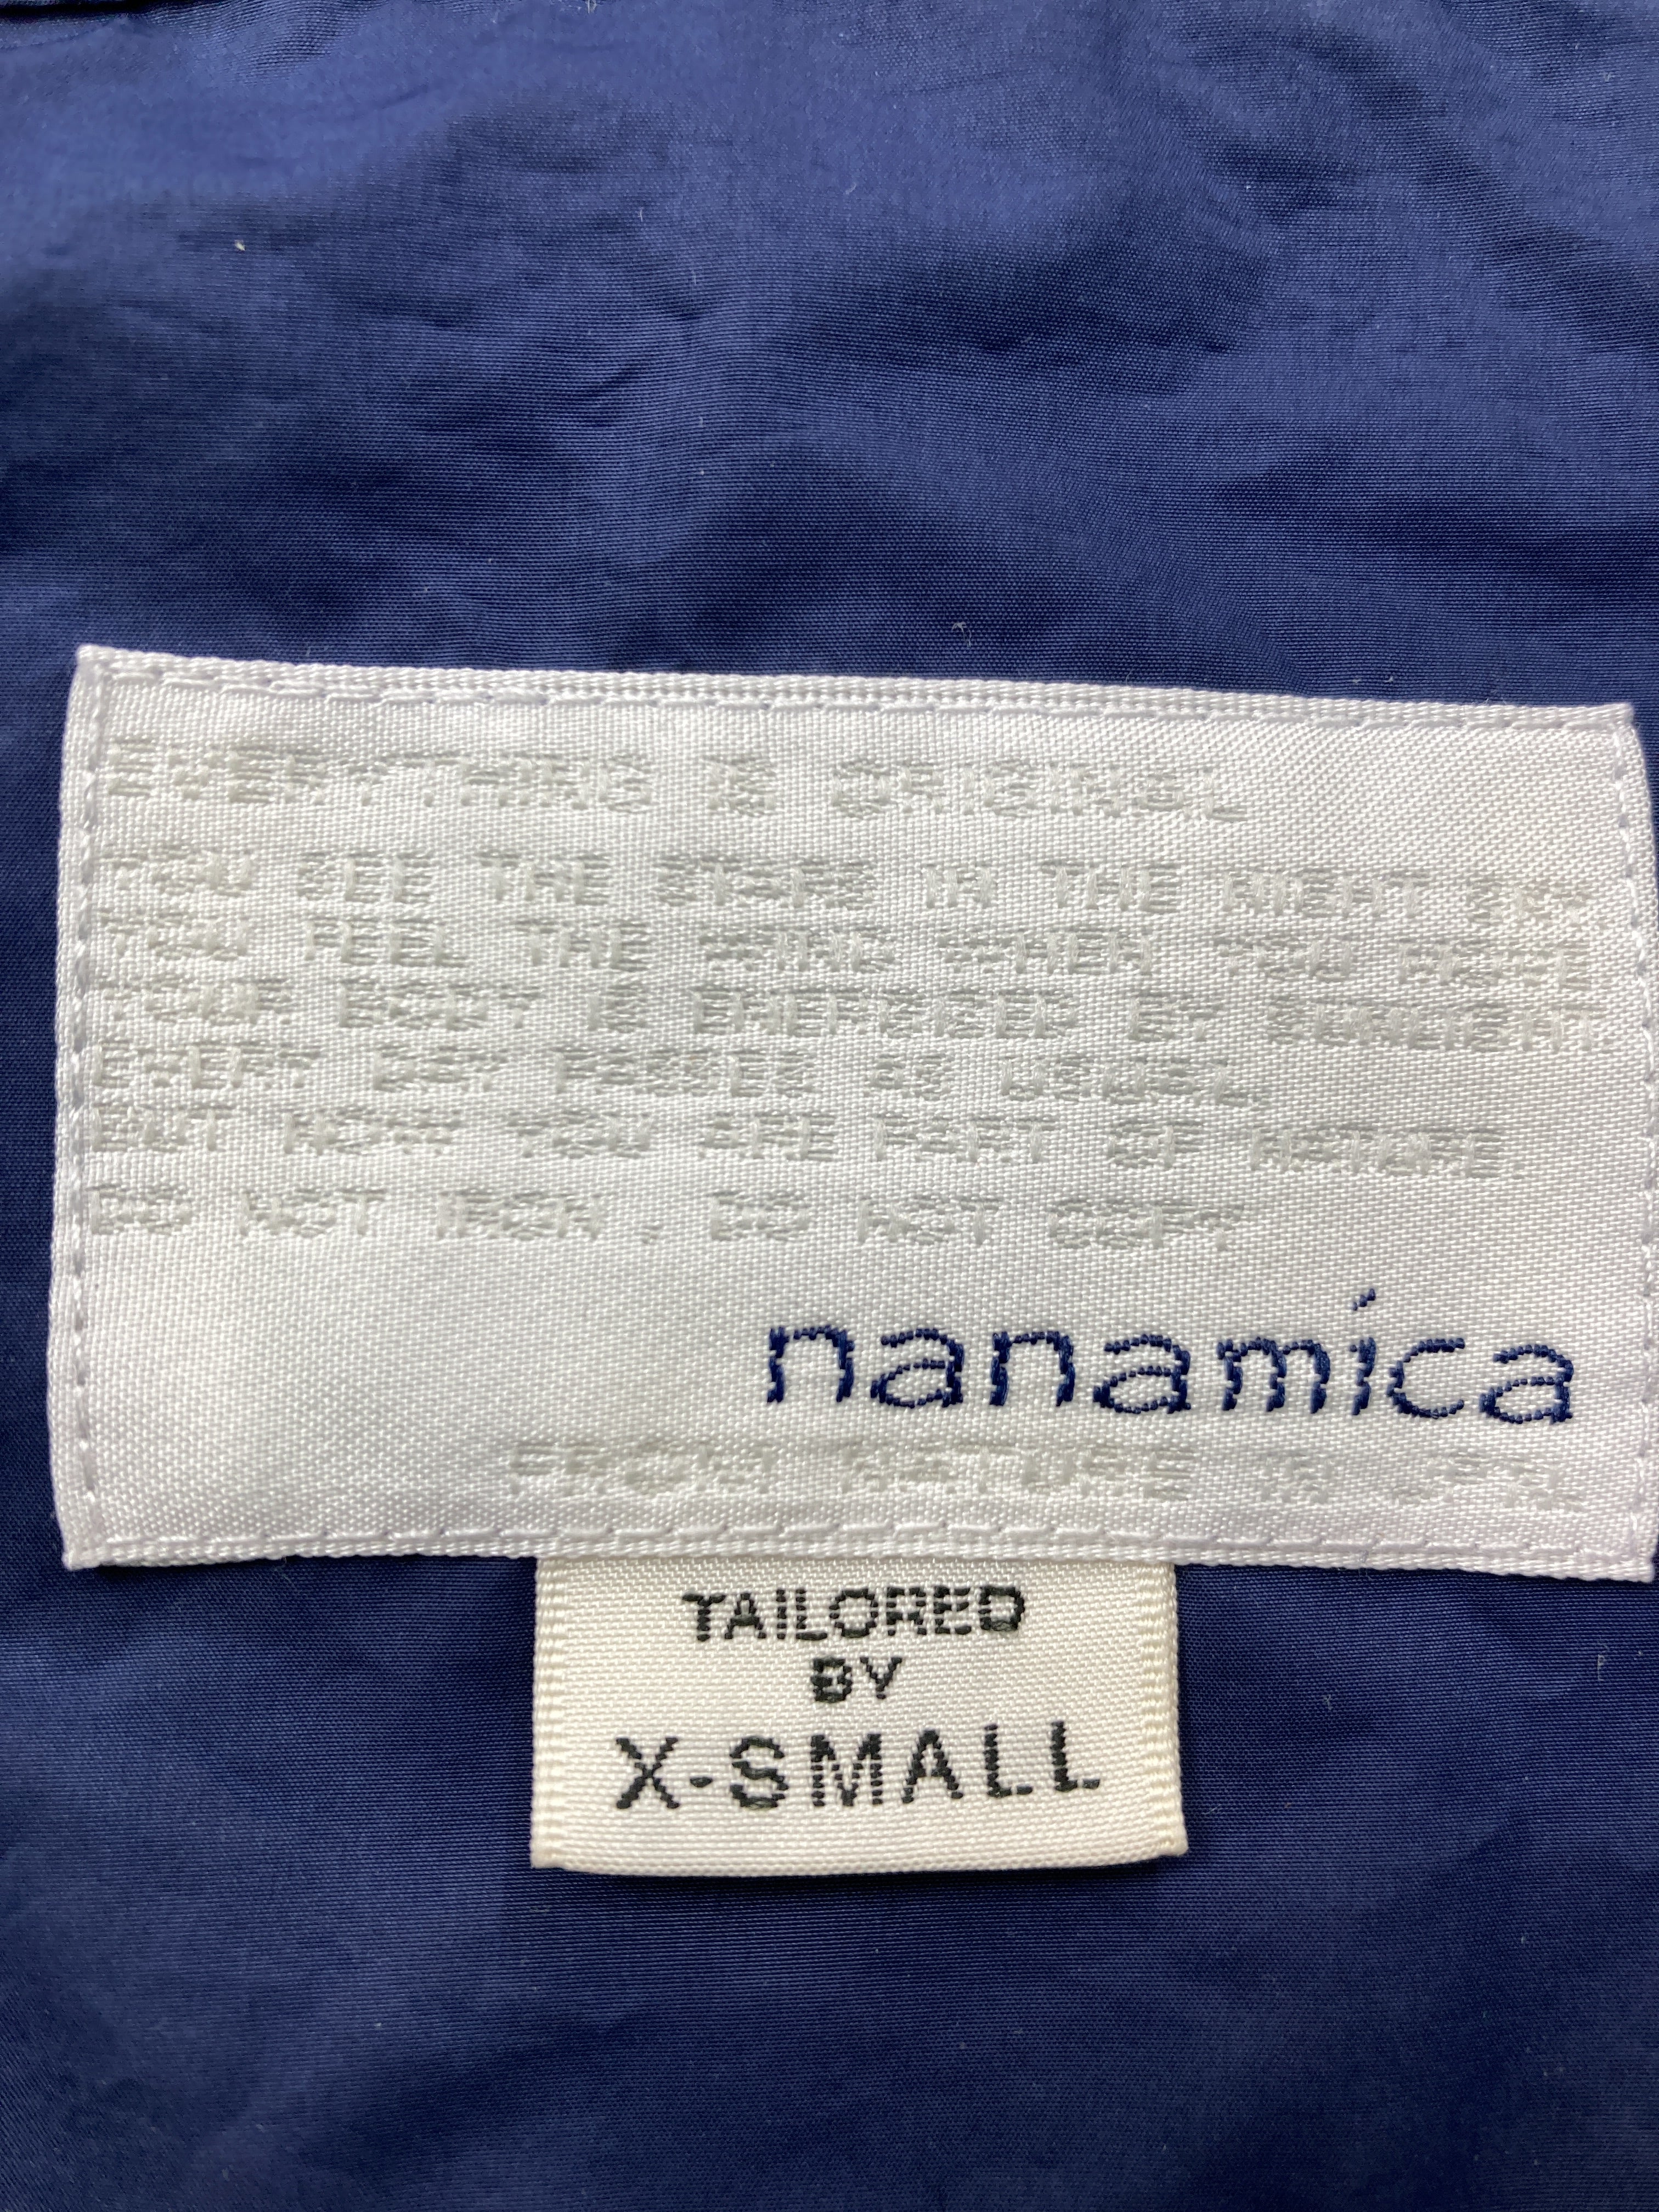 EVERYTHING IS ORIGINAL
YOU SEE THE STARS IN THE NIGHT SKY
YOU FEEL THE WIND WHEN YOU
YOUR BODY IS ENERGIZED BY SUNLIGHT
EVERY DAY PASSES AS USUAL,
BUT NOW YOU ARE PART OF NATURE.
DO NOT IRON, DO NOT COPY
nanamíca
FROM NATURE TO
TAILORED
BY
X-SMALL